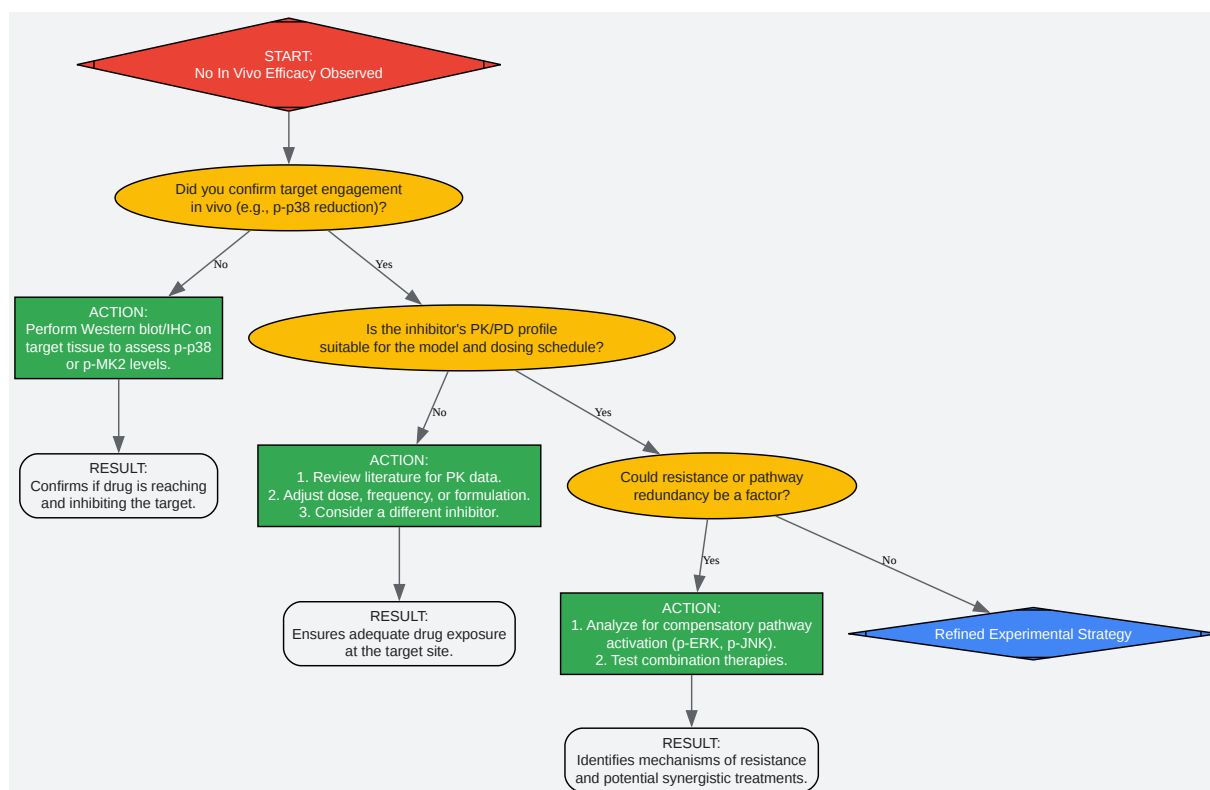 START:
No In Vivo Efficacy Observed
Did you confirm target engagement
in vivo (e.g., p-p38 reduction)?
No
Yes
ACTION:
Perform Western blot/IHC on
target tissue to assess p-p38
or p-MK2 levels.
Is the inhibitor's PK/PD profile
suitable for the model and dosing schedule?
No
Yes
RESULT:
Confirms if drug is reaching
and inhibiting the target.
ACTION:
1. Review literature for PK data.
2. Adjust dose, frequency, or formulation.
3. Consider a different inhibitor.
Could resistance or pathway
redundancy be a factor?
Yes
No
RESULT:
Ensures adequate drug exposure
at the target site.
ACTION:
1. Analyze for compensatory pathway
activation (p-ERK, p-JNK).
2. Test combination therapies.
Refined Experimental Strategy
RESULT:
Identifies mechanisms of resistance
and potential synergistic treatments.